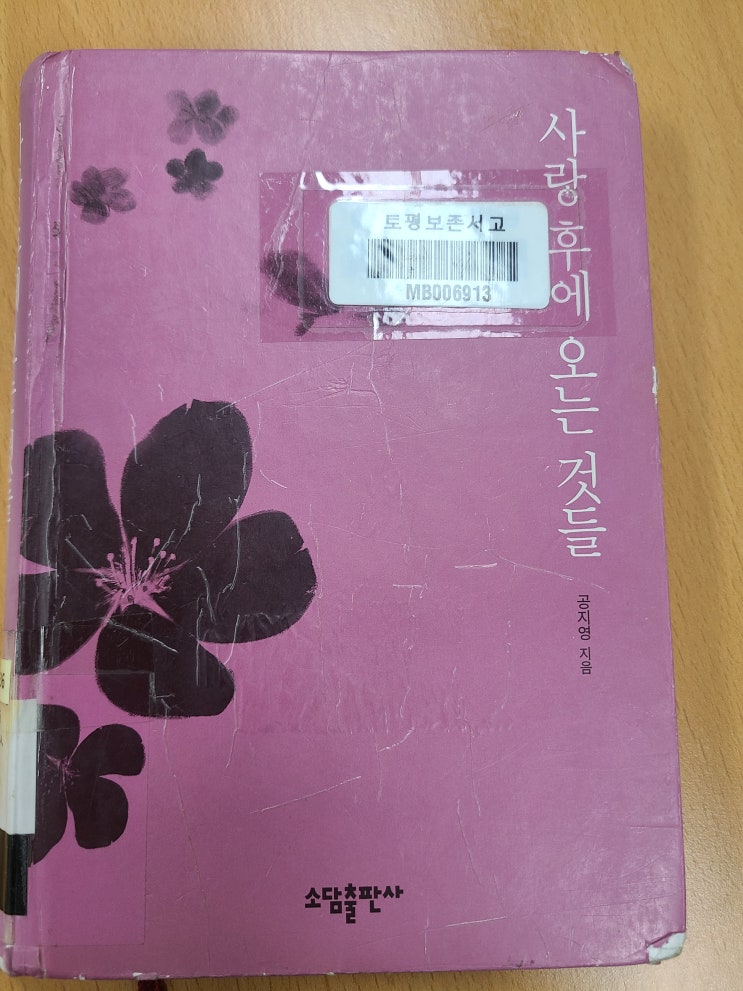 사랑 후에 오는 것들
토평보존서고
MB006913
공지영 지음
소담출판사